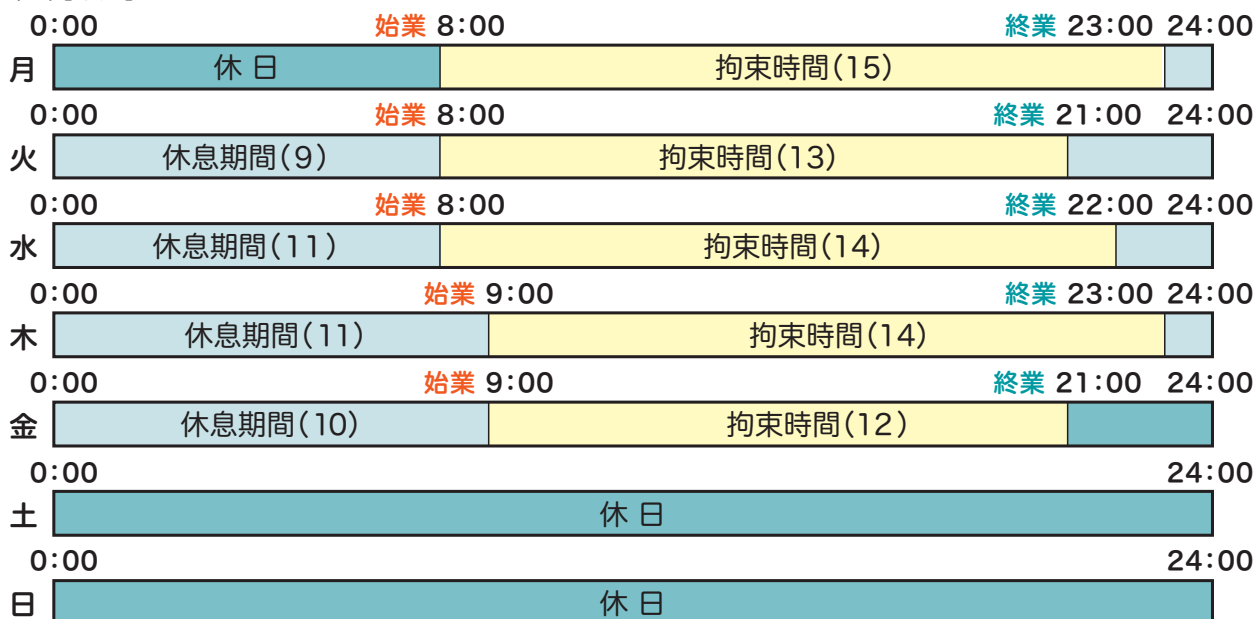 0:00 始業 8:00 終業 23:00 24:00
月 休 日 拘束時間(15)
0:00 始業 8:00 終業 21:00 24:00
火 休息期間(9) 拘束時間(13)
0:00 始業 8:00 終業 22:00 24:00
水 休息期間(11) 拘束時間(14)
0:00 始業 9:00 終業 23:00 24:00
木 休息期間(11) 拘束時間(14)
0:00 始業 9:00 終業 21:00 24:00
金 休息期間(10) 拘束時間(12)
0:00 24:00
土 休 日
0:00 24:00
日 休 日